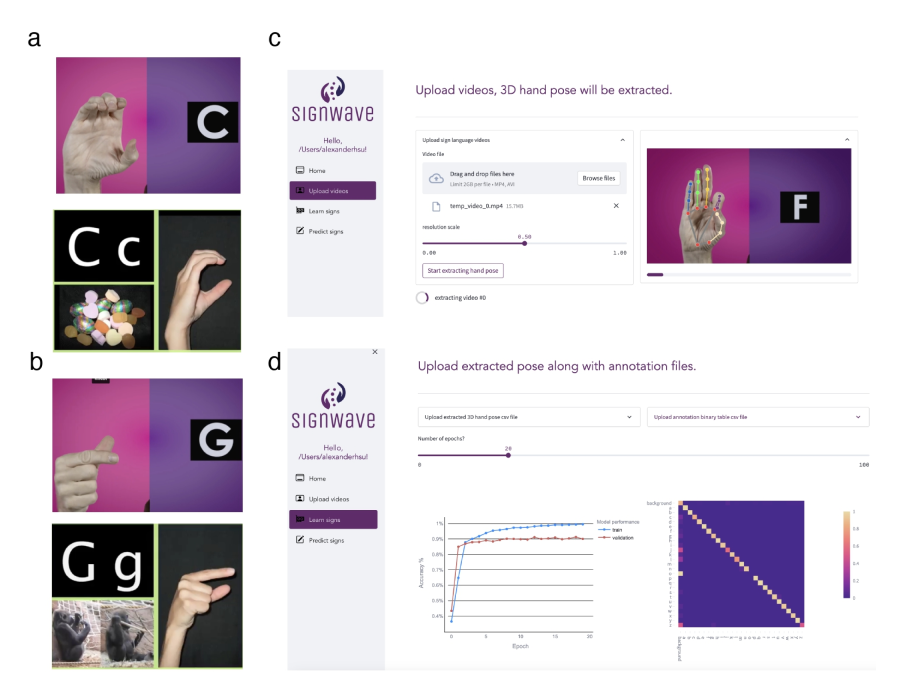 a
C
C c
b
G
G g
c
SIGNWAVE
Hello,
/Users/alexanderhsu!
Home
Upload videos
Learn signs
Predict signs
Upload videos, 3D hand pose will be extracted.
Upload sign language videos
Video file
Drag and drop files here
Limit 2GB per file • MP4, AVI
Browse files
temp_video_0.mp4 15.7MB
resolution scale
0.50
0.00 1.00
Start extracting hand pose
extracting video #0
F
d
SIGNWAVE
Hello,
/Users/alexanderhsu!
Home
Upload videos
Learn signs
Predict signs
Upload extracted pose along with annotation files.
Upload extracted 3D hand pose csv file
Upload annotation binary table csv file
Number of epochs?
20
0 100
Accuracy %
1%
0.9%
0.8%
0.7%
0.6%
0.5%
0.4%
0 5 10 15 20
Epoch
Model performance
train
validation
background
background
1
0.8
0.6
0.4
0.2
0